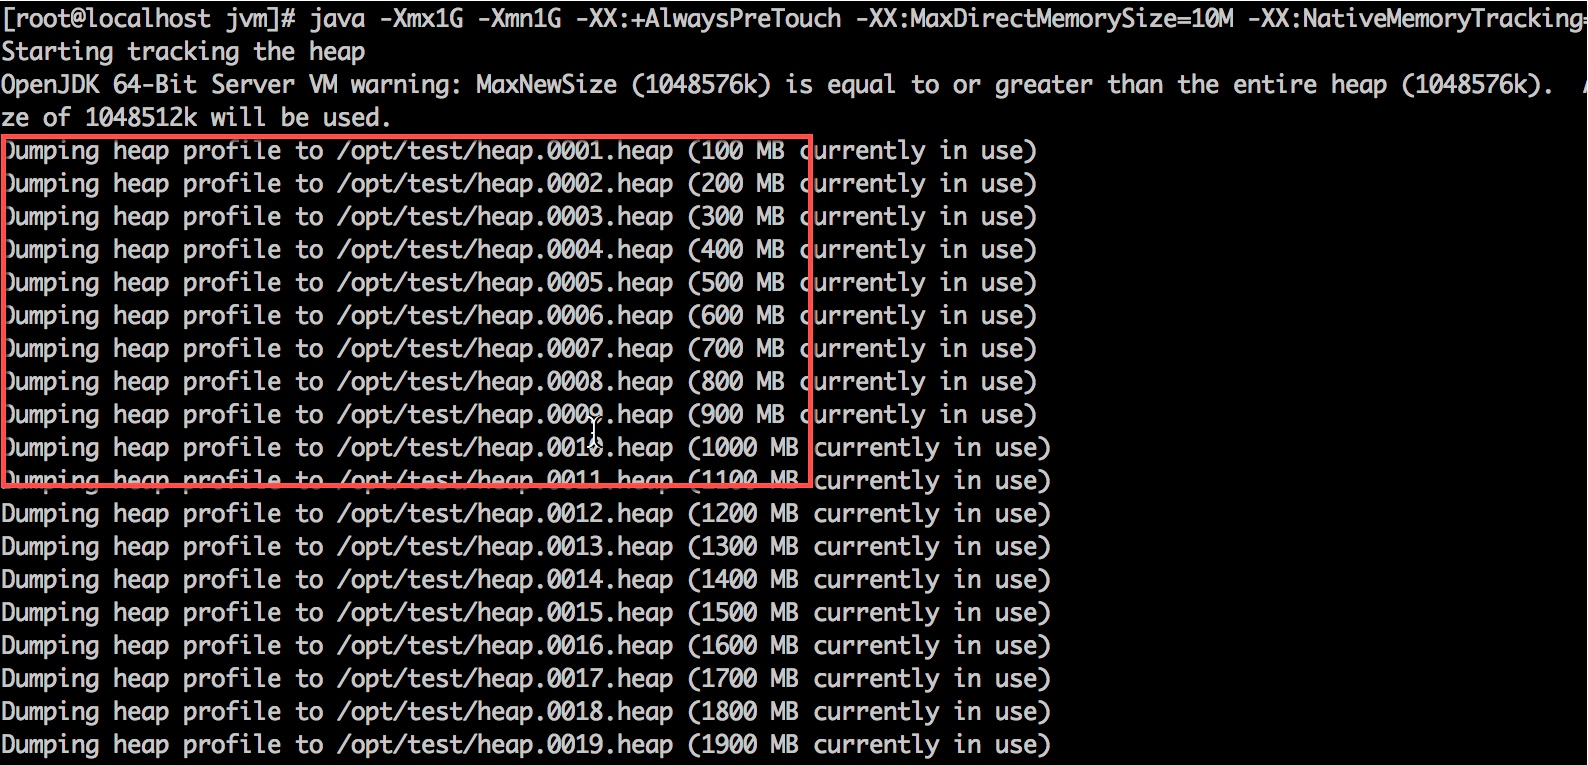 [root@localhost jvm]# java -Xmx1G -Xmn1G -XX:+AlwaysPreTouch -XX:MaxDirectMemorySize=10M -XX:NativeMemoryTracking=
Starting tracking the heap
OpenJDK 64-Bit Server VM warning: MaxNewSize (1048576k) is equal to or greater than the entire heap (1048576k).  A
ze of 1048512k will be used.
Dumping heap profile to /opt/test/heap.0001.heap (100 MB currently in use)
Dumping heap profile to /opt/test/heap.0002.heap (200 MB currently in use)
Dumping heap profile to /opt/test/heap.0003.heap (300 MB currently in use)
Dumping heap profile to /opt/test/heap.0004.heap (400 MB currently in use)
Dumping heap profile to /opt/test/heap.0005.heap (500 MB currently in use)
Dumping heap profile to /opt/test/heap.0006.heap (600 MB currently in use)
Dumping heap profile to /opt/test/heap.0007.heap (700 MB currently in use)
Dumping heap profile to /opt/test/heap.0008.heap (800 MB currently in use)
Dumping heap profile to /opt/test/heap.0009.heap (900 MB currently in use)
Dumping heap profile to /opt/test/heap.0010.heap (1000 MB currently in use)
Dumping heap profile to /opt/test/heap.0011.heap (1100 MB currently in use)
Dumping heap profile to /opt/test/heap.0012.heap (1200 MB currently in use)
Dumping heap profile to /opt/test/heap.0013.heap (1300 MB currently in use)
Dumping heap profile to /opt/test/heap.0014.heap (1400 MB currently in use)
Dumping heap profile to /opt/test/heap.0015.heap (1500 MB currently in use)
Dumping heap profile to /opt/test/heap.0016.heap (1600 MB currently in use)
Dumping heap profile to /opt/test/heap.0017.heap (1700 MB currently in use)
Dumping heap profile to /opt/test/heap.0018.heap (1800 MB currently in use)
Dumping heap profile to /opt/test/heap.0019.heap (1900 MB currently in use)